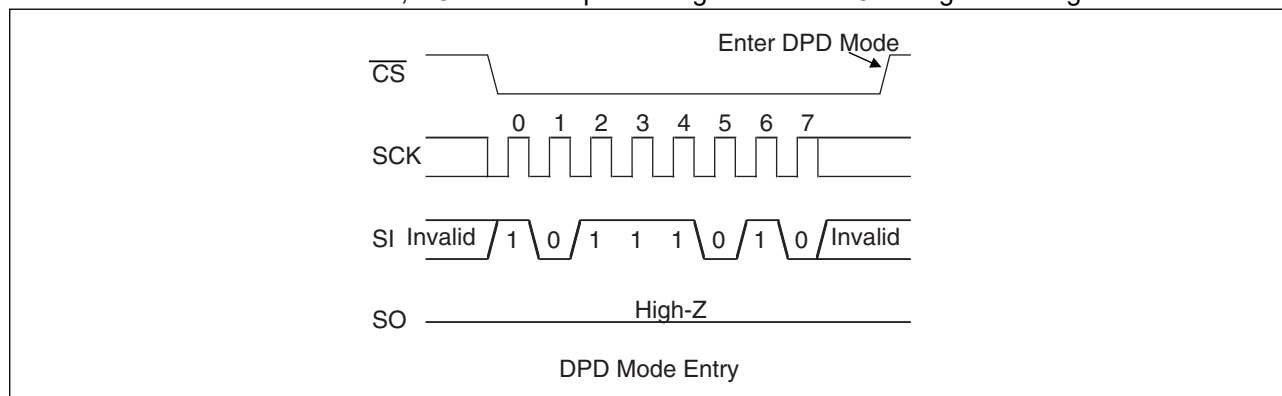 Enter DPD Mode
CS
0 1 2 3 4 5 6 7
SCK
SI Invalid 1 0 1 1 1 0 1 0 Invalid
High-Z
SO
DPD Mode Entry